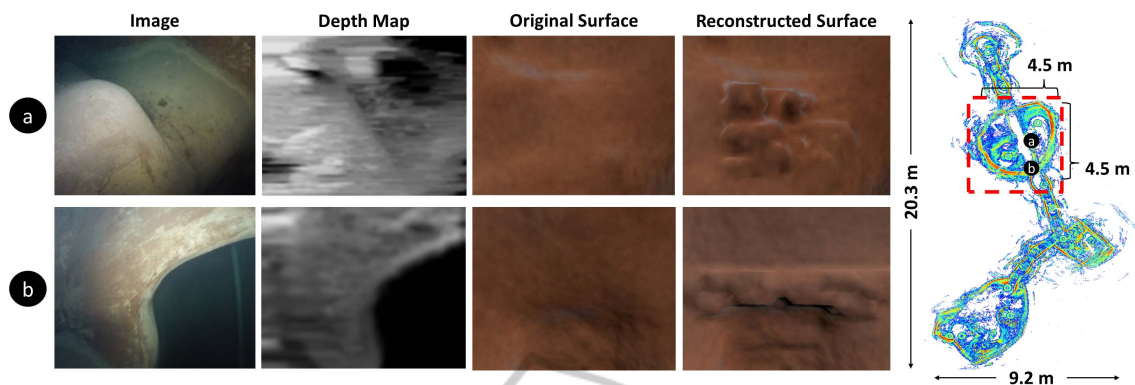 Image Depth Map Original Surface Reconstructed Surface
a
b
20.3 m
4.5 m
4.5 m
a
b
9.2 m